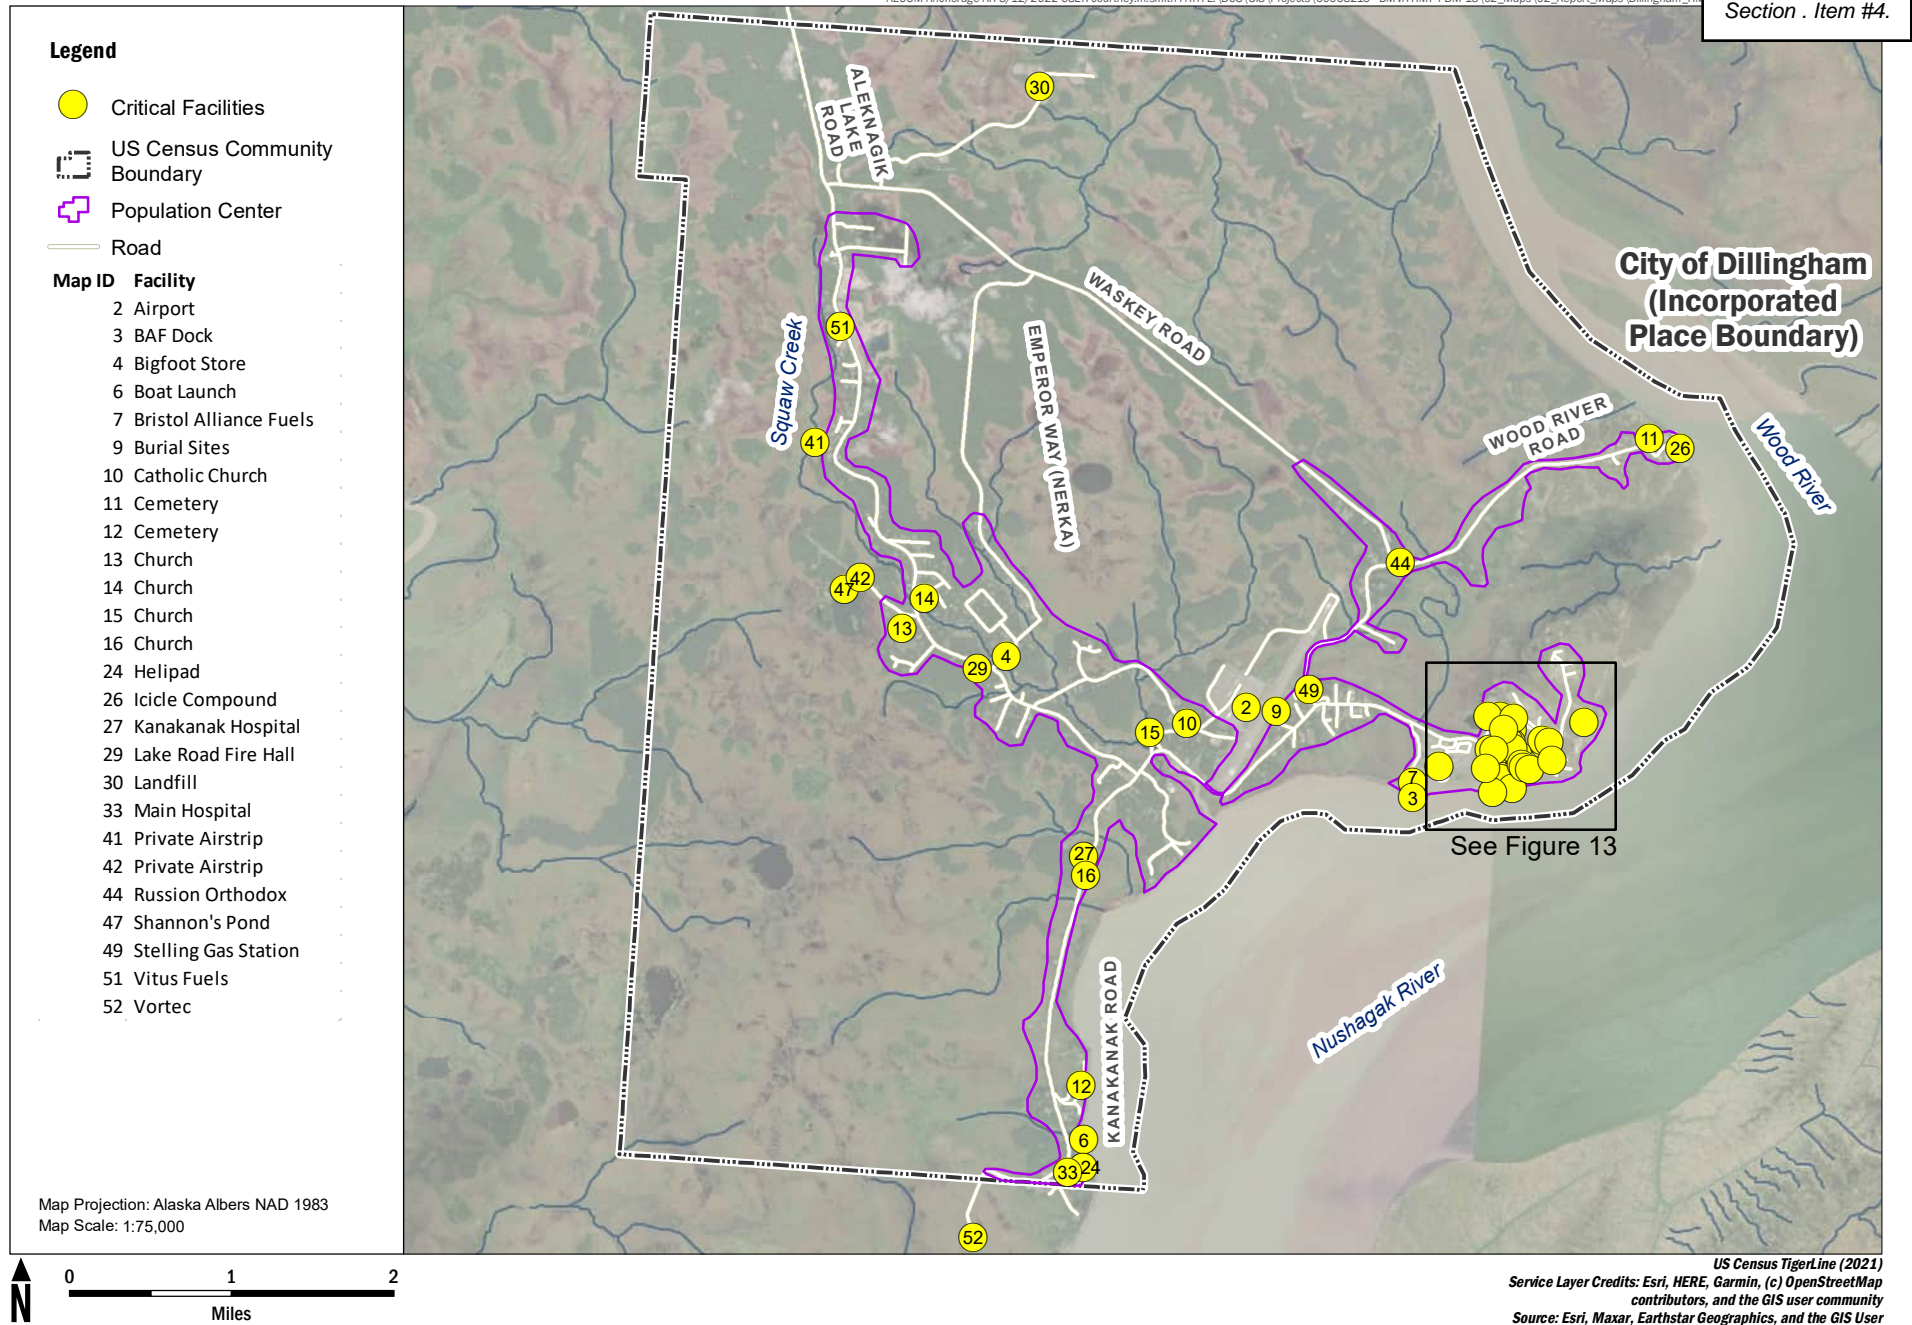 Section . Item #4.
Legend
Critical Facilities
US Census Community
Boundary
Population Center
Road
Map ID Facility
2 Airport
3 BAF Dock
4 Bigfoot Store
6 Boat Launch
7 Bristol Alliance Fuels
9 Burial Sites
10 Catholic Church
11 Cemetery
12 Cemetery
13 Church
14 Church
15 Church
16 Church
24 Helipad
26 Icicle Compound
27 Kanakanak Hospital
29 Lake Road Fire Hall
30 Landfill
33 Main Hospital
41 Private Airstrip
42 Private Airstrip
44 Russion Orthodox
47 Shannon's Pond
49 Stelling Gas Station
51 Vitus Fuels
52 Vortec
Map Projection: Alaska Albers NAD 1983
Map Scale: 1:75,000
N
0 1 2
Miles
30
ALEKNAGIK
LAKE
ROAD
City of Dillingham
(Incorporated
Place Boundary)
WASKEY ROAD
EMPEROR WAY (NERKA)
Squaw Creek
51
41
WOOD RIVER
ROAD
11
26
Wood River
44
42
47
14
13
4
29
49
2
9
10
15
7
3
See Figure 13
27
16
KANAKANAK ROAD
Nushagak River
12
6
24
33
52
US Census TigerLine (2021)
Service Layer Credits: Esri, HERE, Garmin, (c) OpenStreetMap
contributors, and the GIS user community
Source: Esri, Maxar, Earthstar Geographics, and the GIS User